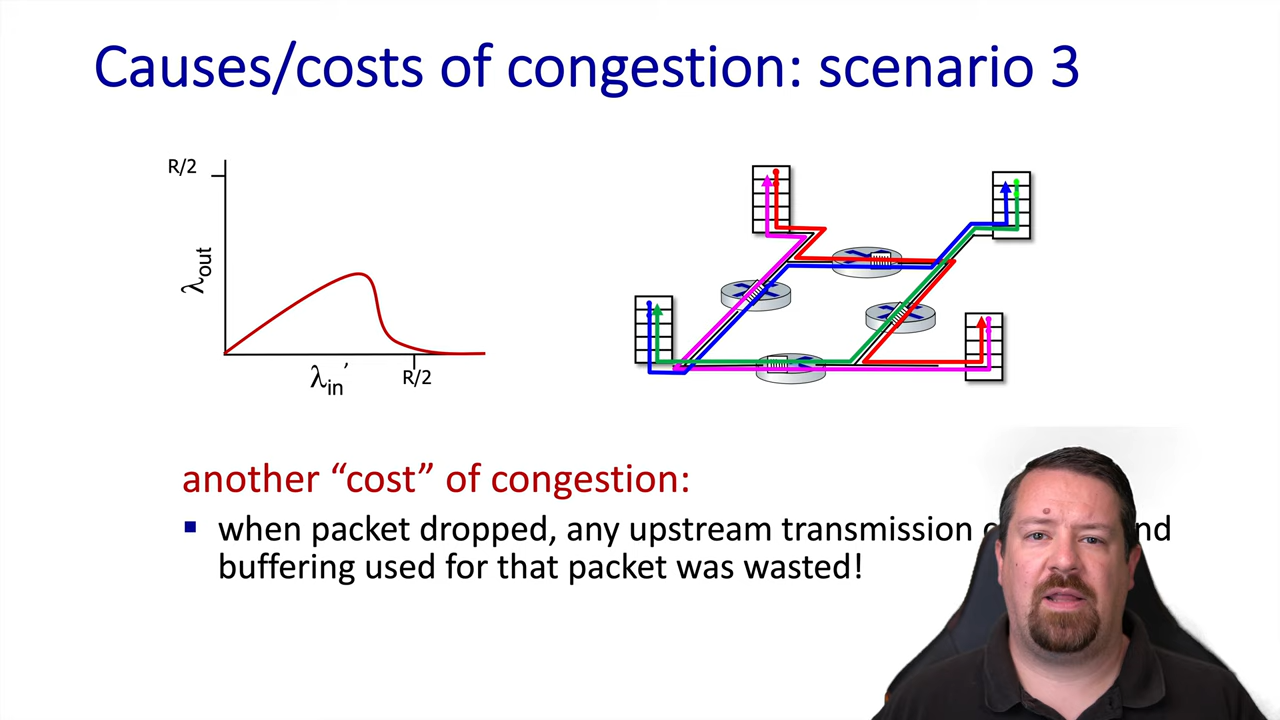 Causes/costs of congestion: scenario 3
R/2
λout
λin′
R/2
another “cost” of congestion:
when packet dropped, any upstream transmission
buffering used for that packet was wasted!